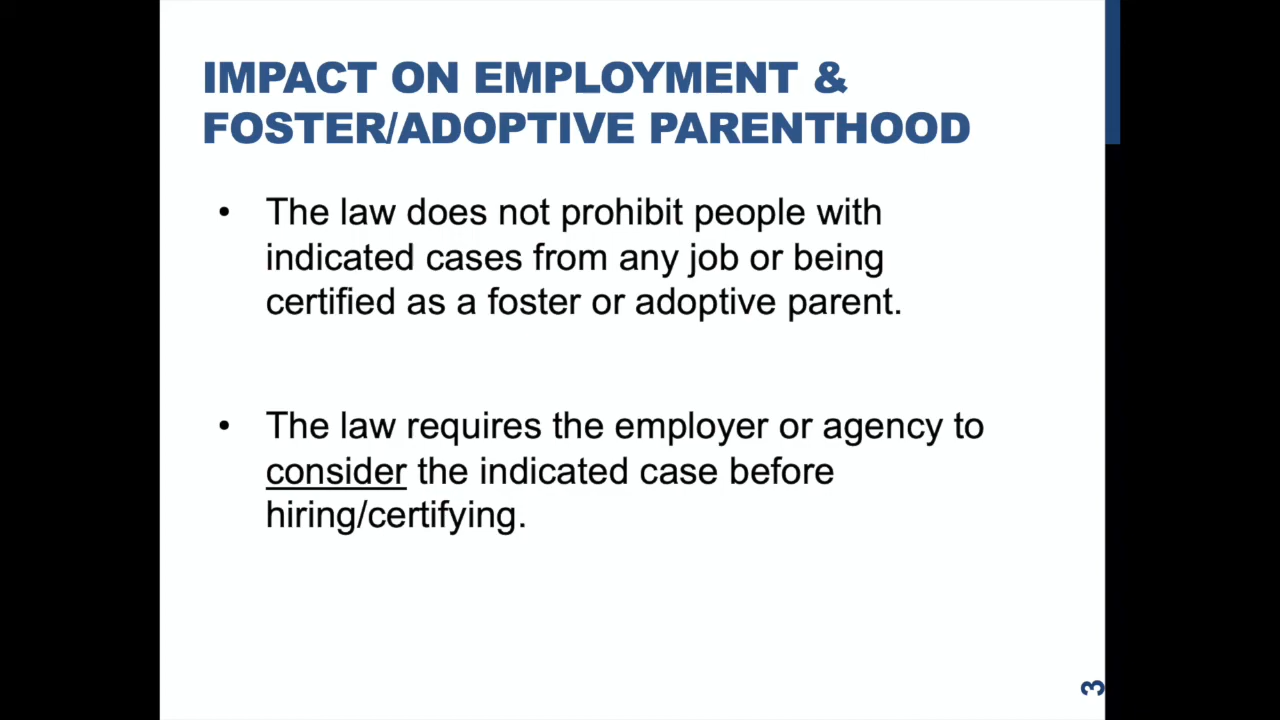 IMPACT ON EMPLOYMENT &
FOSTER/ADOPTIVE PARENTHOOD
• The law does not prohibit people with
indicated cases from any job or being
certified as a foster or adoptive parent.
• The law requires the employer or agency to
consider the indicated case before
hiring/certifying.
3